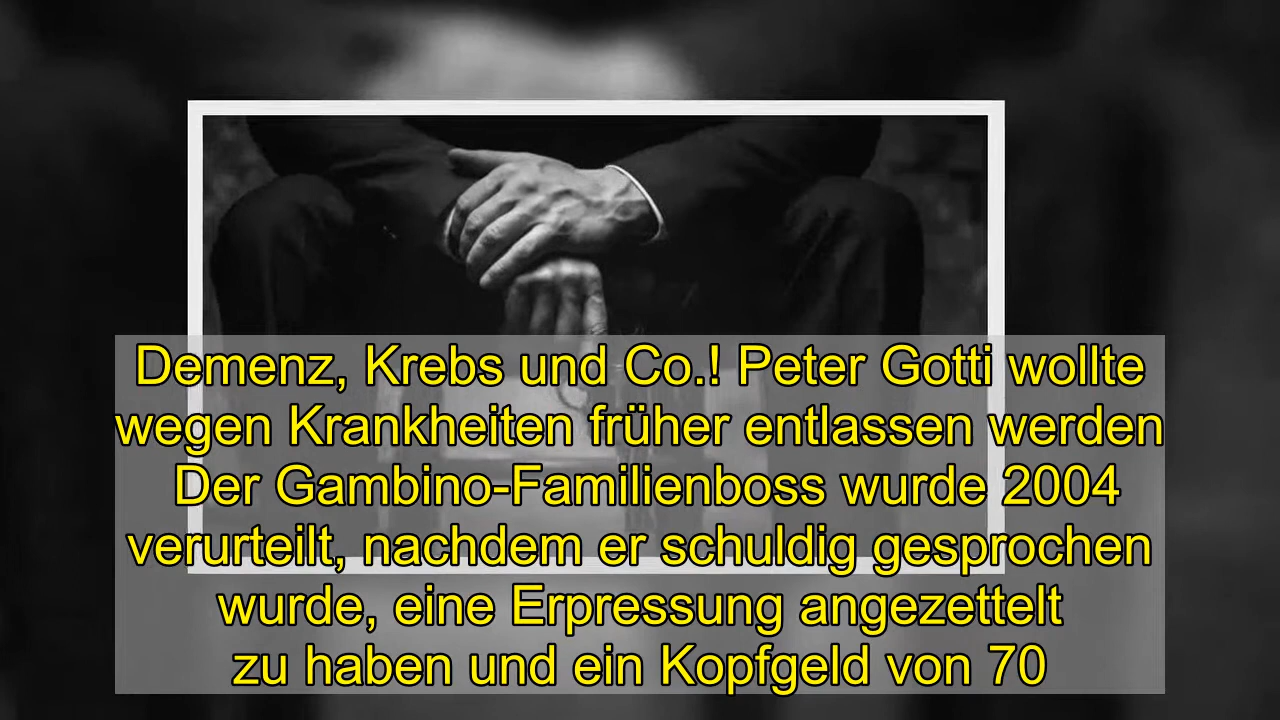 Demenz, Krebs und Co.! Peter Gotti wollte
wegen Krankheiten früher entlassen werden
Der Gambino-Familienboss wurde 2004
verurteilt, nachdem er schuldig gesprochen
wurde, eine Erpressung angezettelt
zu haben und ein Kopfgeld von 70